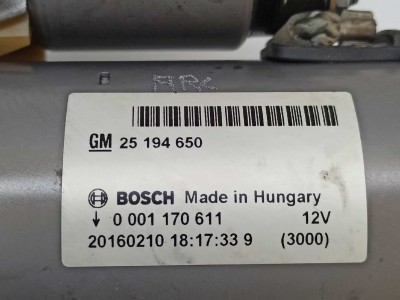 GM 25 194 650
BOSCH Made in Hungary
↓ 0 001 170 611 12V
20160210 18:17:33 9 (3000)